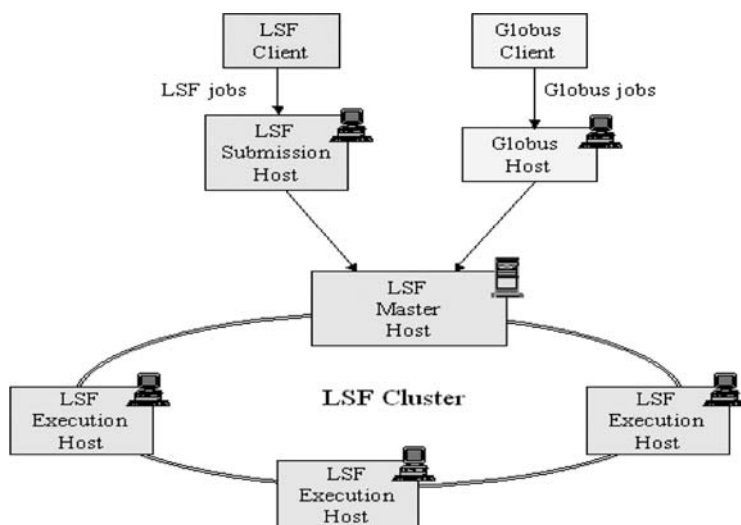 LSF
Client
Globus
Client
LSF jobs
Globus jobs
LSF
Submission
Host
Globus
Host
LSF
Master
Host
LSF
Execution
Host
LSF Cluster
LSF
Execution
Host
LSF
Execution
Host